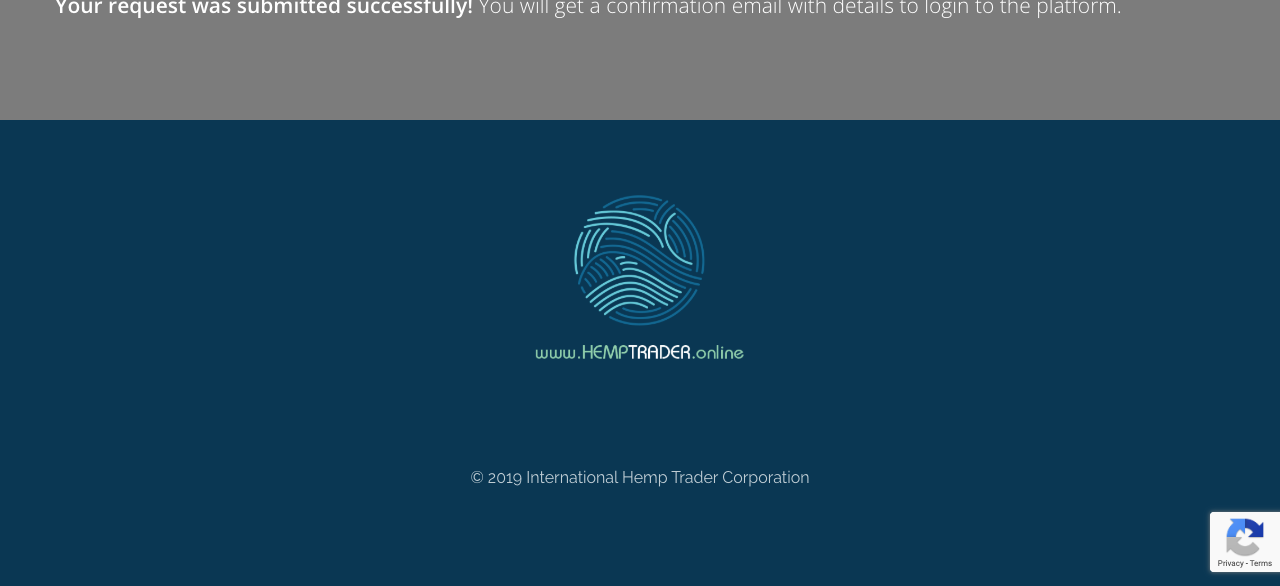 Your request was submitted successfully! You will get a confirmation email with details to login to the platform.
www.HEMPTRADER.online
© 2019 International Hemp Trader Corporation
Privacy - Terms